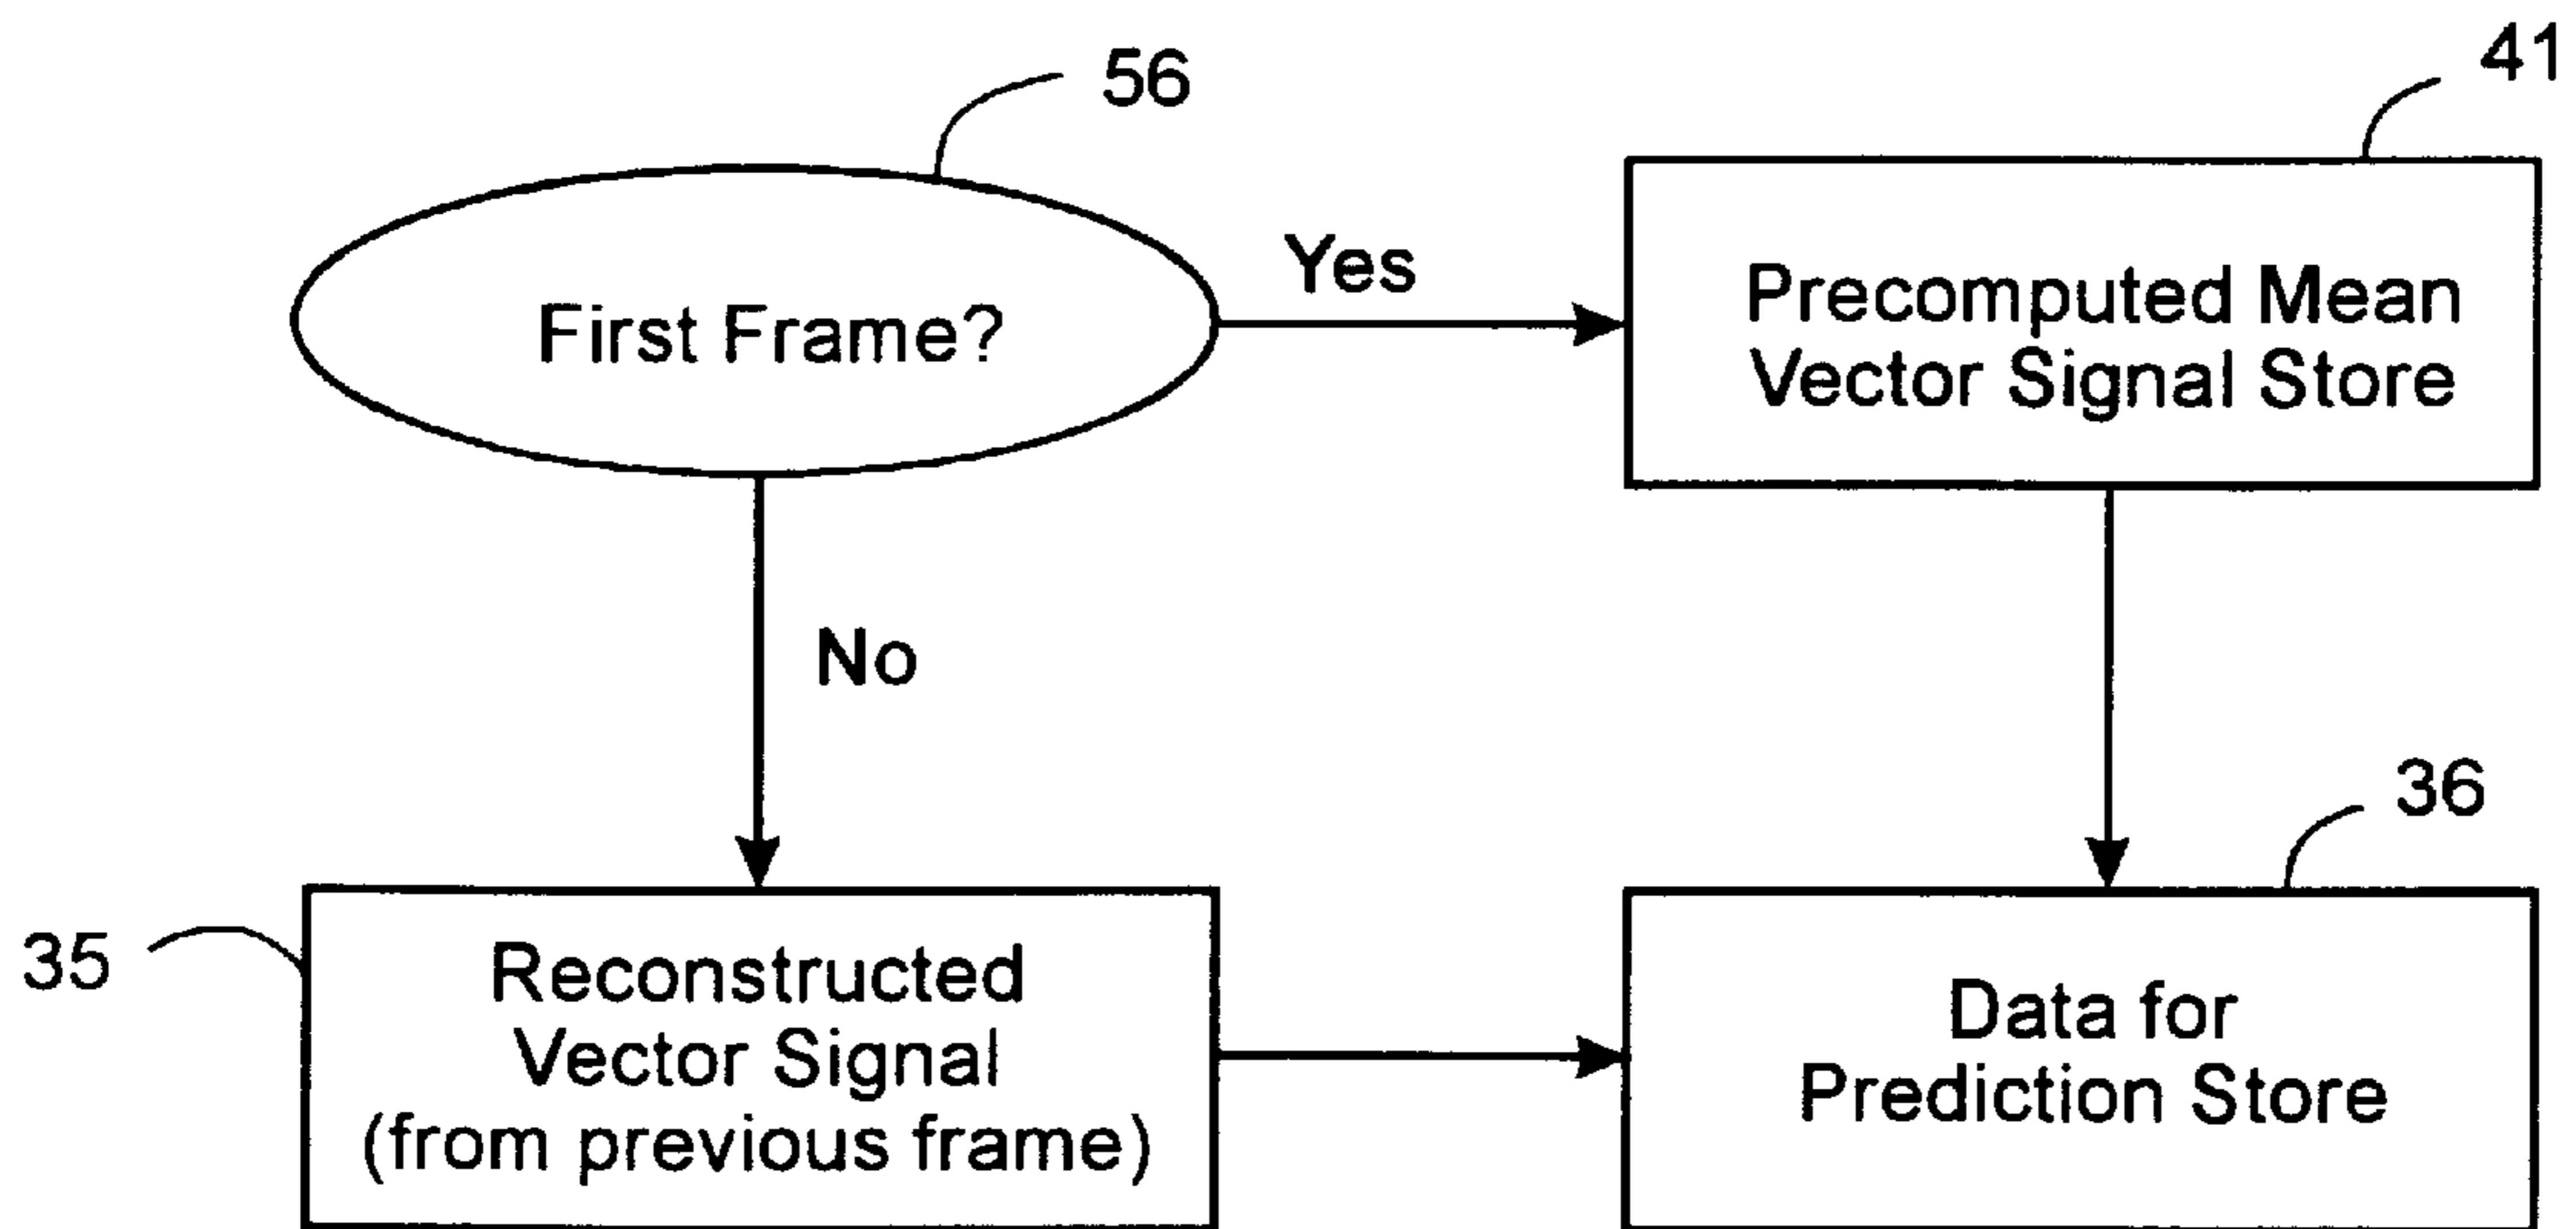 56
41
First Frame?
Yes
Precomputed Mean
Vector Signal Store
No
36
35
Reconstructed
Vector Signal
(from previous frame)
Data for
Prediction Store